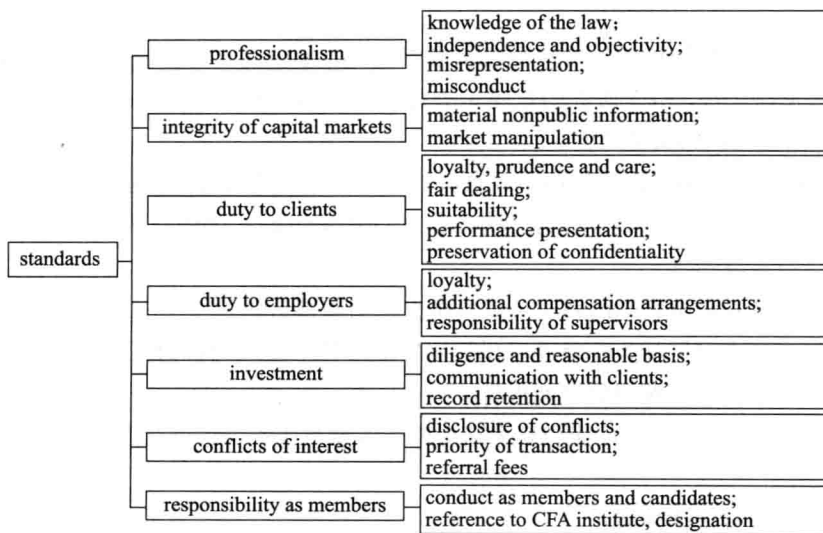 standards
professionalism
knowledge of the law;
independence and objectivity;
misrepresentation;
misconduct
integrity of capital markets
material nonpublic information;
market manipulation
duty to clients
loyalty, prudence and care;
fair dealing;
suitability;
performance presentation;
preservation of confidentiality
duty to employers
loyalty;
additional compensation arrangements;
responsibility of supervisors
investment
diligence and reasonable basis;
communication with clients;
record retention
conflicts of interest
disclosure of conflicts;
priority of transaction;
referral fees
responsibility as members
conduct as members and candidates;
reference to CFA institute, designation